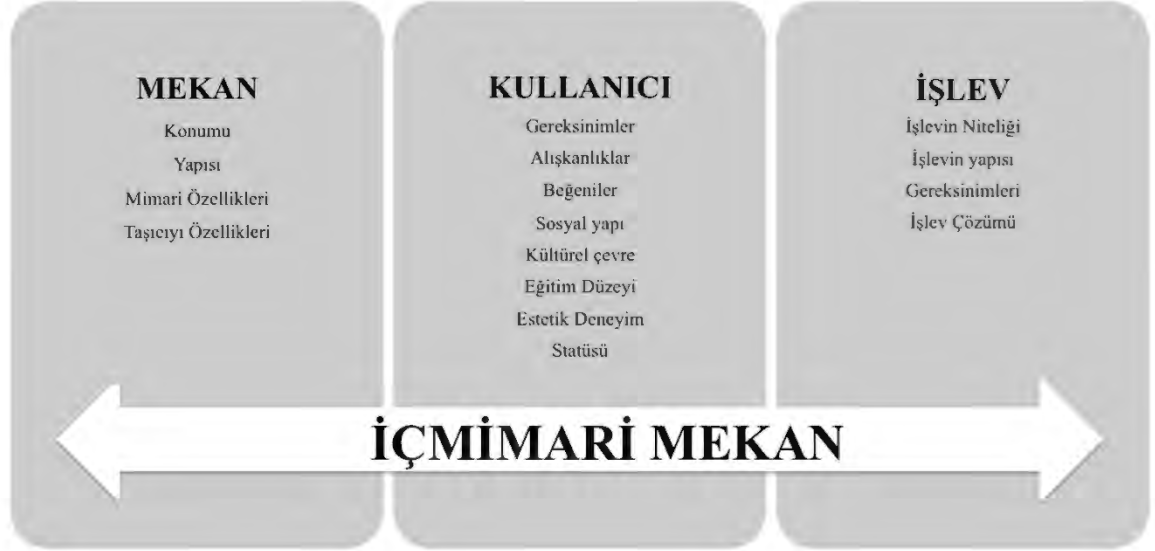 MEKAN
Konumu
Yapısı
Mimari Özellikleri
Taşıcıyı Özellikleri
KULLANICI
Gereksinimler
Alışkanlıklar
Beğeniler
Sosyal yapı
Kültürel çevre
Eğitim Düzeyi
Estetik Deneyim
Statüsü
İŞLEV
İşlevin Niteliği
İşlevin yapısı
Gereksinimleri
İşlev Çözümü
İÇMİMARİ MEKAN